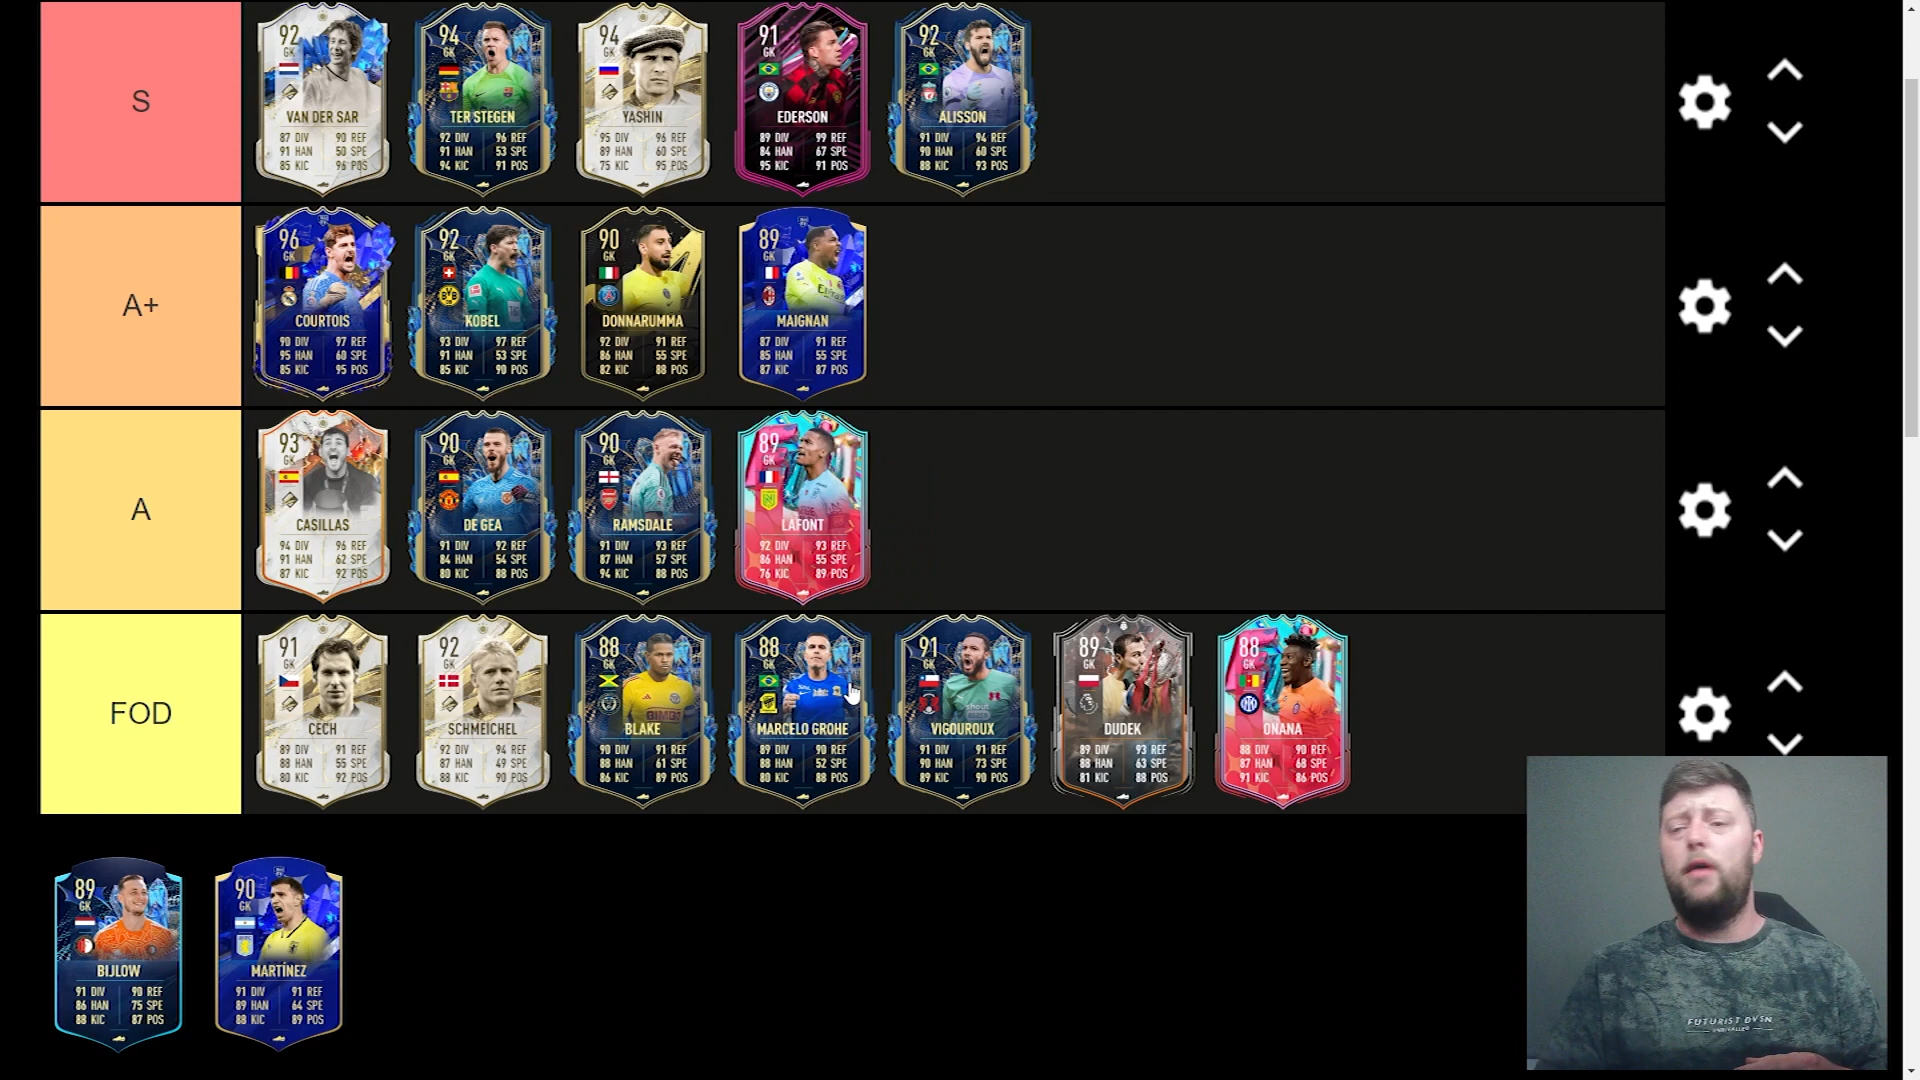 S
92
GK
VAN DER SAR
87 DIV 90 REF
91 HAN 50 SPE
85 KIC 96 POS
94
GK
TER STEGEN
92 DIV 96 REF
91 HAN 53 SPE
94 KIC 91 POS
94
GK
YASHIN
95 DIV 96 REF
89 HAN 60 SPE
75 KIC 95 POS
91
GK
EDERSON
89 DIV 99 REF
84 HAN 67 SPE
95 KIC 91 POS
92
GK
ALISSON
91 DIV 94 REF
90 HAN 60 SPE
88 KIC 93 POS
A+
96
GK
COURTOIS
90 DIV 97 REF
95 HAN 60 SPE
85 KIC 95 POS
92
GK
KOBEL
93 DIV 97 REF
91 HAN 53 SPE
85 KIC 90 POS
90
GK
DONNARUMMA
92 DIV 91 REF
86 HAN 55 SPE
82 KIC 88 POS
89
GK
MAIGNAN
87 DIV 91 REF
85 HAN 55 SPE
87 KIC 87 POS
A
93
GK
CASILLAS
94 DIV 96 REF
91 HAN 62 SPE
87 KIC 92 POS
90
GK
DE GEA
91 DIV 92 REF
84 HAN 54 SPE
80 KIC 88 POS
90
GK
RAMSDALE
91 DIV 93 REF
87 HAN 57 SPE
94 KIC 88 POS
89
GK
LAFONT
92 DIV 93 REF
86 HAN 55 SPE
76 KIC 89 POS
FOD
91
GK
CECH
89 DIV 91 REF
88 HAN 55 SPE
80 KIC 92 POS
92
GK
SCHMEICHEL
92 DIV 94 REF
87 HAN 49 SPE
88 KIC 90 POS
88
GK
BLAKE
90 DIV 91 REF
88 HAN 61 SPE
86 KIC 89 POS
88
GK
MARCELO GROHE
89 DIV 90 REF
88 HAN 52 SPE
80 KIC 88 POS
91
GK
VIGOUROUX
91 DIV 91 REF
90 HAN 73 SPE
89 KIC 90 POS
89
GK
DUDEK
89 DIV 93 REF
88 HAN 63 SPE
81 KIC 88 POS
88
GK
ONANA
88 DIV 90 REF
87 HAN 68 SPE
91 KIC 86 POS
89
GK
BIJLOW
91 DIV 90 REF
86 HAN 75 SPE
88 KIC 87 POS
90
GK
MARTÍNEZ
91 DIV 91 REF
89 HAN 64 SPE
88 KIC 89 POS
FUTURIST DVSN